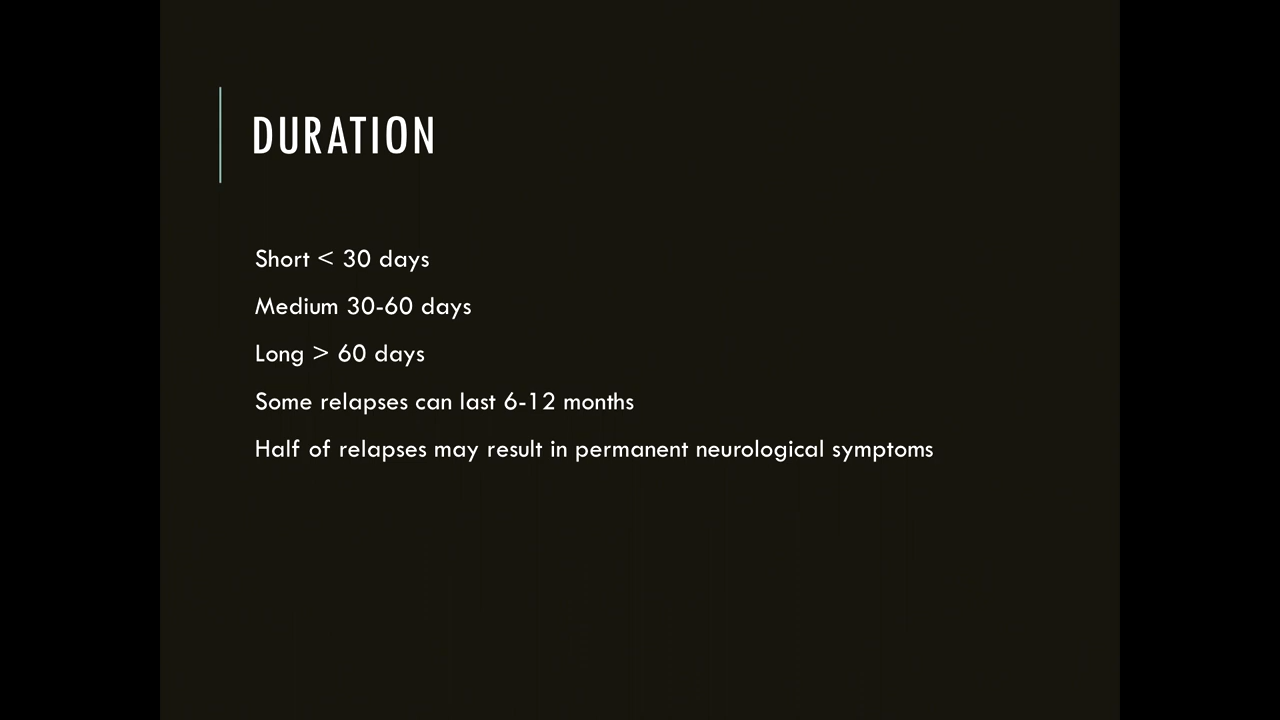 DURATION
Short < 30 days
Medium 30-60 days
Long > 60 days
Some relapses can last 6-12 months
Half of relapses may result in permanent neurological symptoms